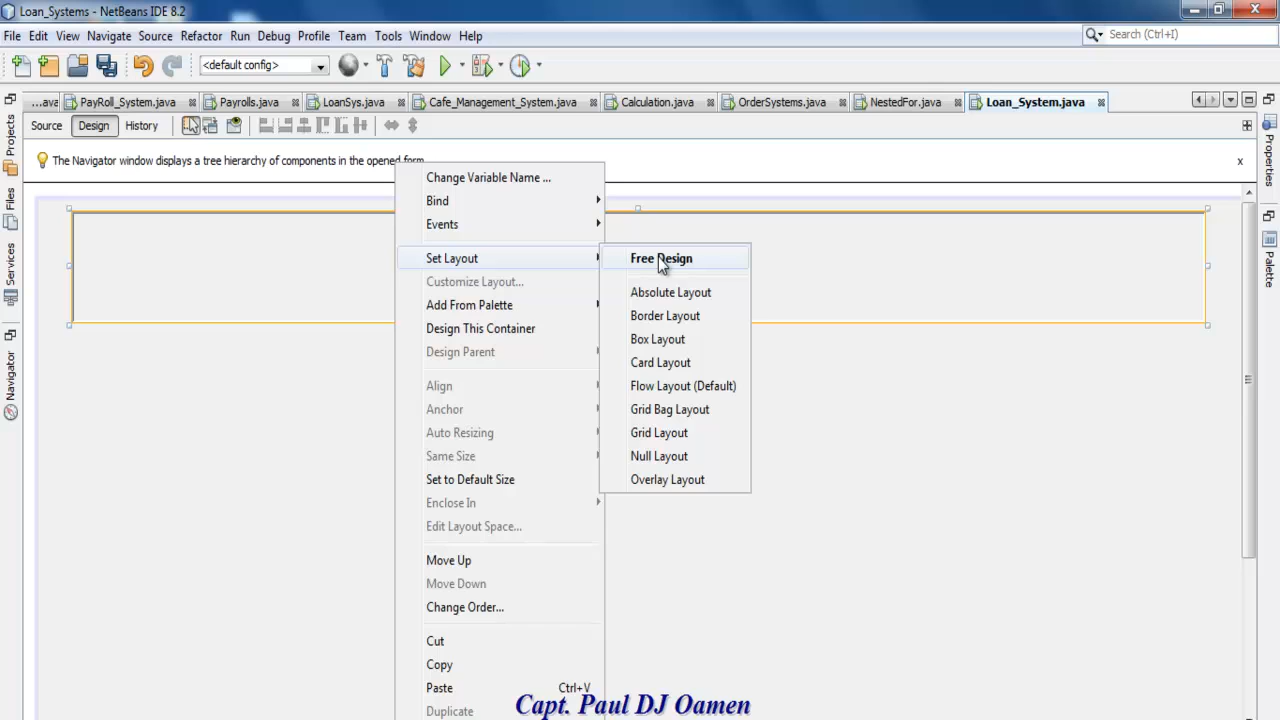 Loan_Systems - NetBeans IDE 8.2
File Edit View Navigate Source Refactor Run Debug Profile Team Tools Window Help
Search (Ctrl+I)
<default config>
...ava PayRoll_System.java Payrolls.java LoanSys.java Cafe_Management_System.java Calculation.java OrderSystems.java NestedFor.java Loan_System.java
Source Design History
The Navigator window displays a tree hierarchy of components in the opened form.
x
Projects
Files
Services
Navigator
Properties
Palette
Change Variable Name ...
Bind
Events
Set Layout
Customize Layout...
Add From Palette
Design This Container
Design Parent
Align
Anchor
Auto Resizing
Same Size
Set to Default Size
Enclose In
Edit Layout Space...
Move Up
Move Down
Change Order...
Cut
Copy
Paste Ctrl+V
Duplicate
Free Design
Absolute Layout
Border Layout
Box Layout
Card Layout
Flow Layout (Default)
Grid Bag Layout
Grid Layout
Null Layout
Overlay Layout
Capt. Paul DJ Oamen